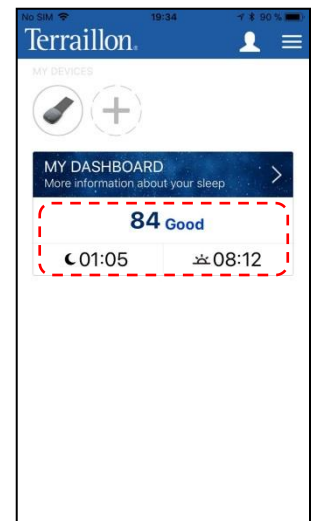 No SIM 19:34 90 %
Terraillon.
MY DEVICES
MY DASHBOARD
More information about your sleep
84 Good
01:05 08:12